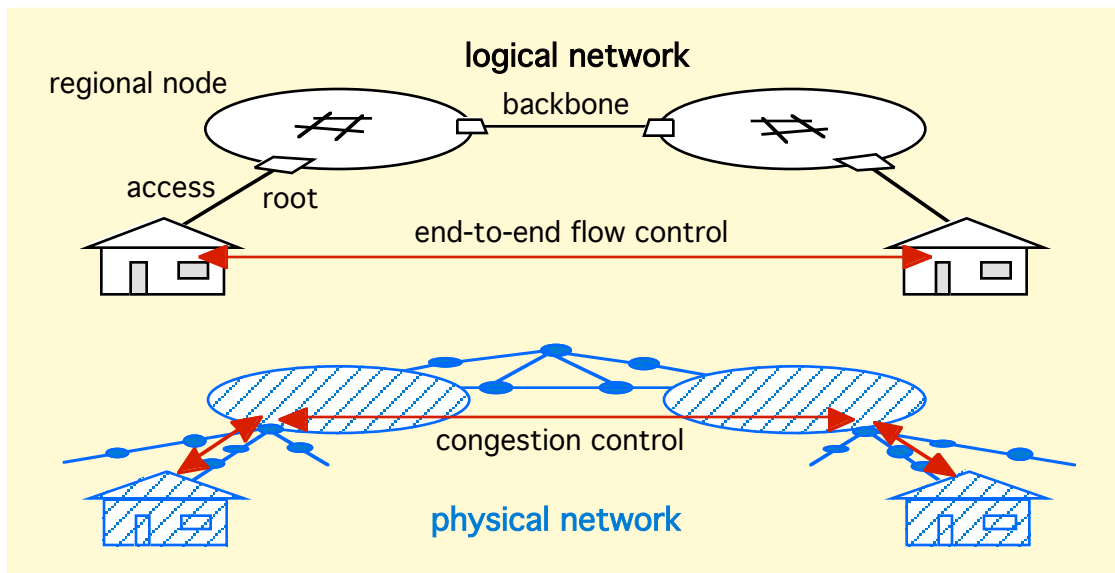 logical network
regional node
backbone
access
root
end-to-end flow control
congestion control
physical network